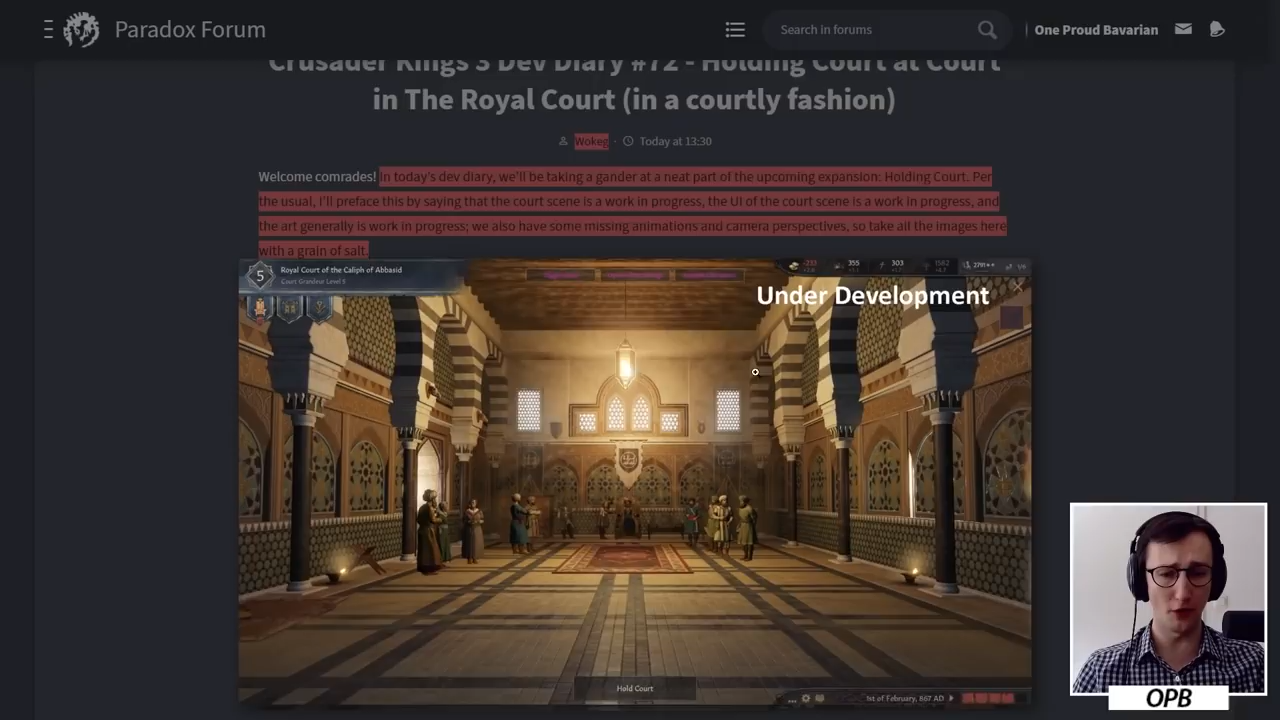 Paradox Forum
Search in forums
One Proud Bavarian
Crusader Kings 3 Dev Diary #72 - Holding Court at Court
in The Royal Court (in a courtly fashion)
Wokeg · Today at 13:30
Welcome comrades! In today's dev diary, we'll be taking a gander at a neat part of the upcoming expansion: Holding Court. Per
the usual, I'll preface this by saying that the court scene is a work in progress, the UI of the court scene is a work in progress, and
the art generally is work in progress; we also have some missing animations and camera perspectives, so take all the images here
with a grain of salt.
5
Royal Court of the Caliph of Abbasid
Court Grandeur Level 5
-233
355
303
1562
Under Development
Hold Court
1st of February, 867 AD
OPB